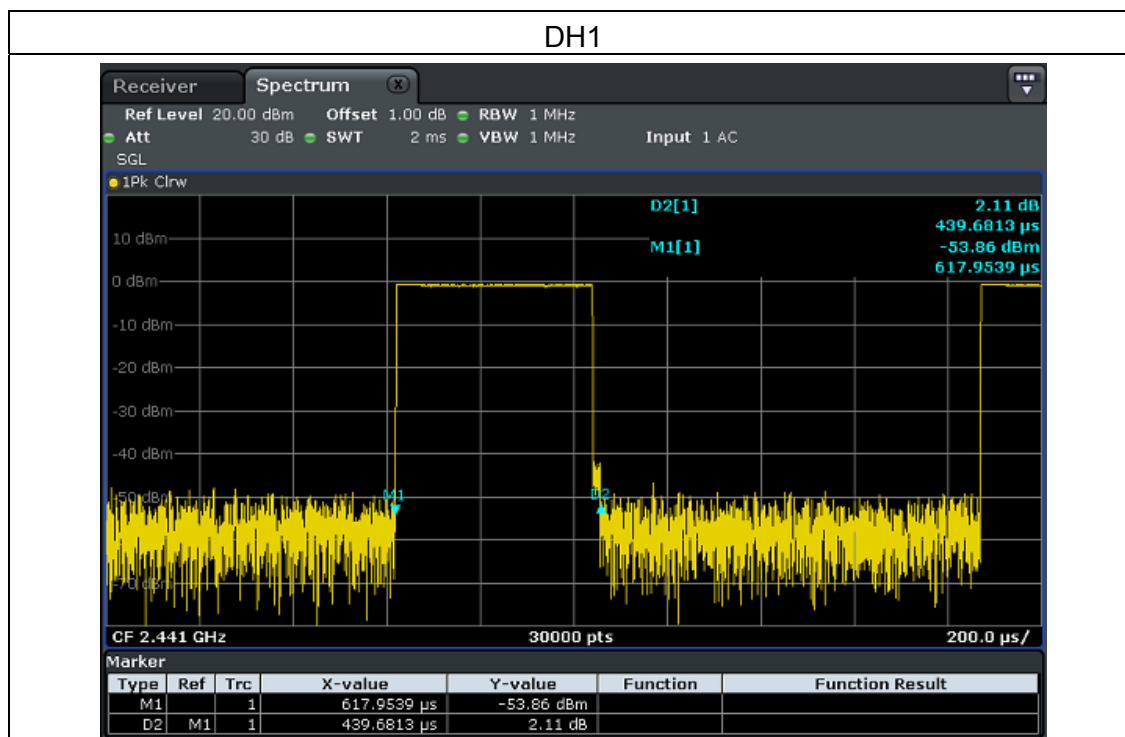 DH1
Receiver Spectrum X
Ref Level 20.00 dBm Offset 1.00 dB RBW 1 MHz
Att 30 dB SWT 2 ms VBW 1 MHz Input 1 AC
SGL
1Pk Clrw
D2[1] 2.11 dB
439.6813 µs
10 dBm
M1[1] -53.86 dBm
617.9539 µs
0 dBm
-10 dBm
-20 dBm
-30 dBm
-40 dBm
-50 dBm
M1 D2
-70 dBm
CF 2.441 GHz 30000 pts 200.0 µs/
Marker
Type Ref Trc X-value Y-value Function Function Result
M1 1 617.9539 µs -53.86 dBm
D2 M1 1 439.6813 µs 2.11 dB